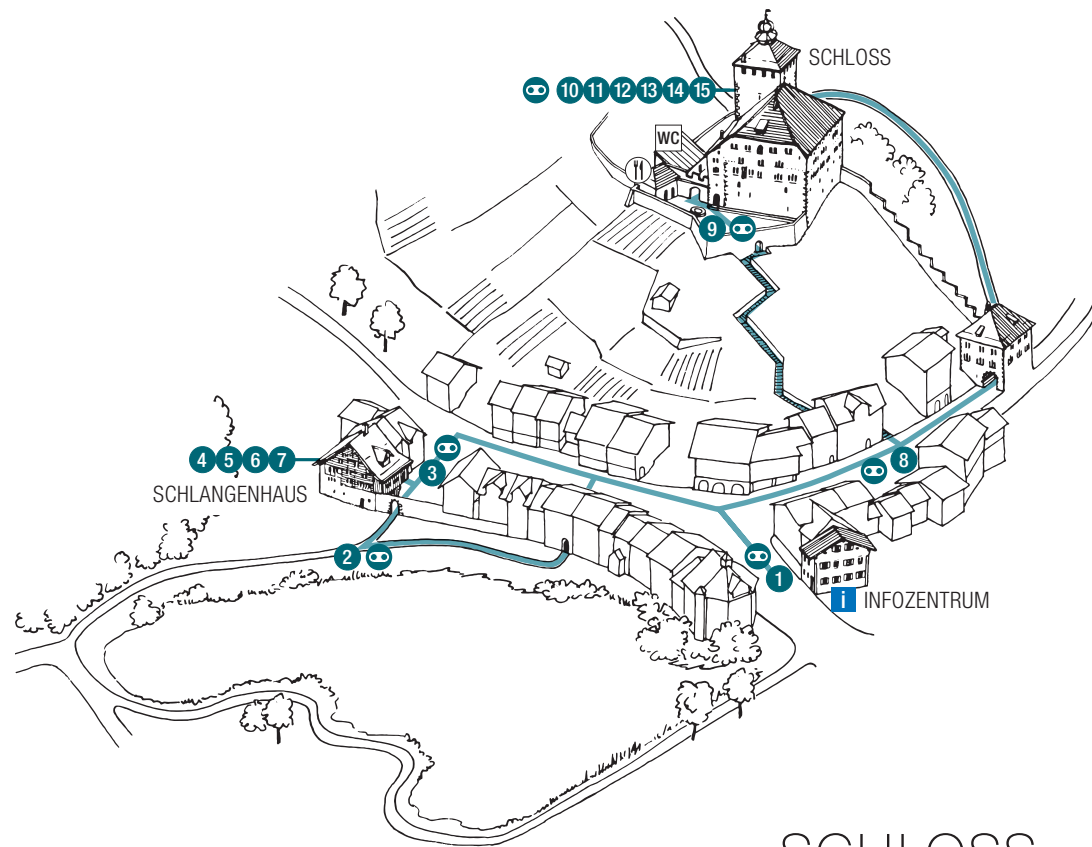 SCHLOSS
10 11 12 13 14 15
WC
9
4 5 6 7
SCHLANGENHAUS
3
8
2
1
i INFOZENTRUM
SCHLOSS